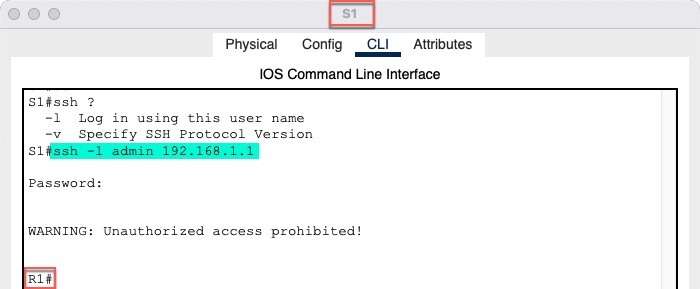 S1
Physical Config CLI Attributes
IOS Command Line Interface
S1#ssh ?
-l Log in using this user name
-v Specify SSH Protocol Version
S1#ssh -l admin 192.168.1.1
Password:
WARNING: Unauthorized access prohibited!
R1#